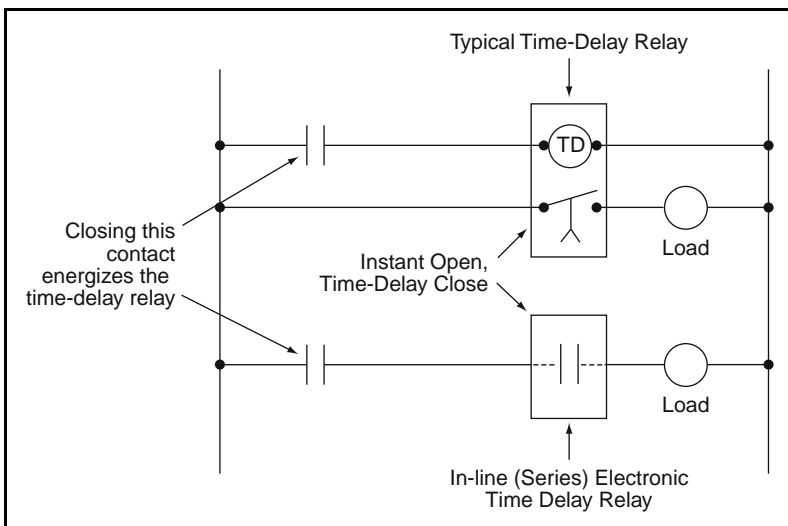 Typical Time-Delay Relay
TD
Closing this
contact
energizes the
time-delay relay
Instant Open,
Time-Delay Close
Load
Load
In-line (Series) Electronic
Time Delay Relay